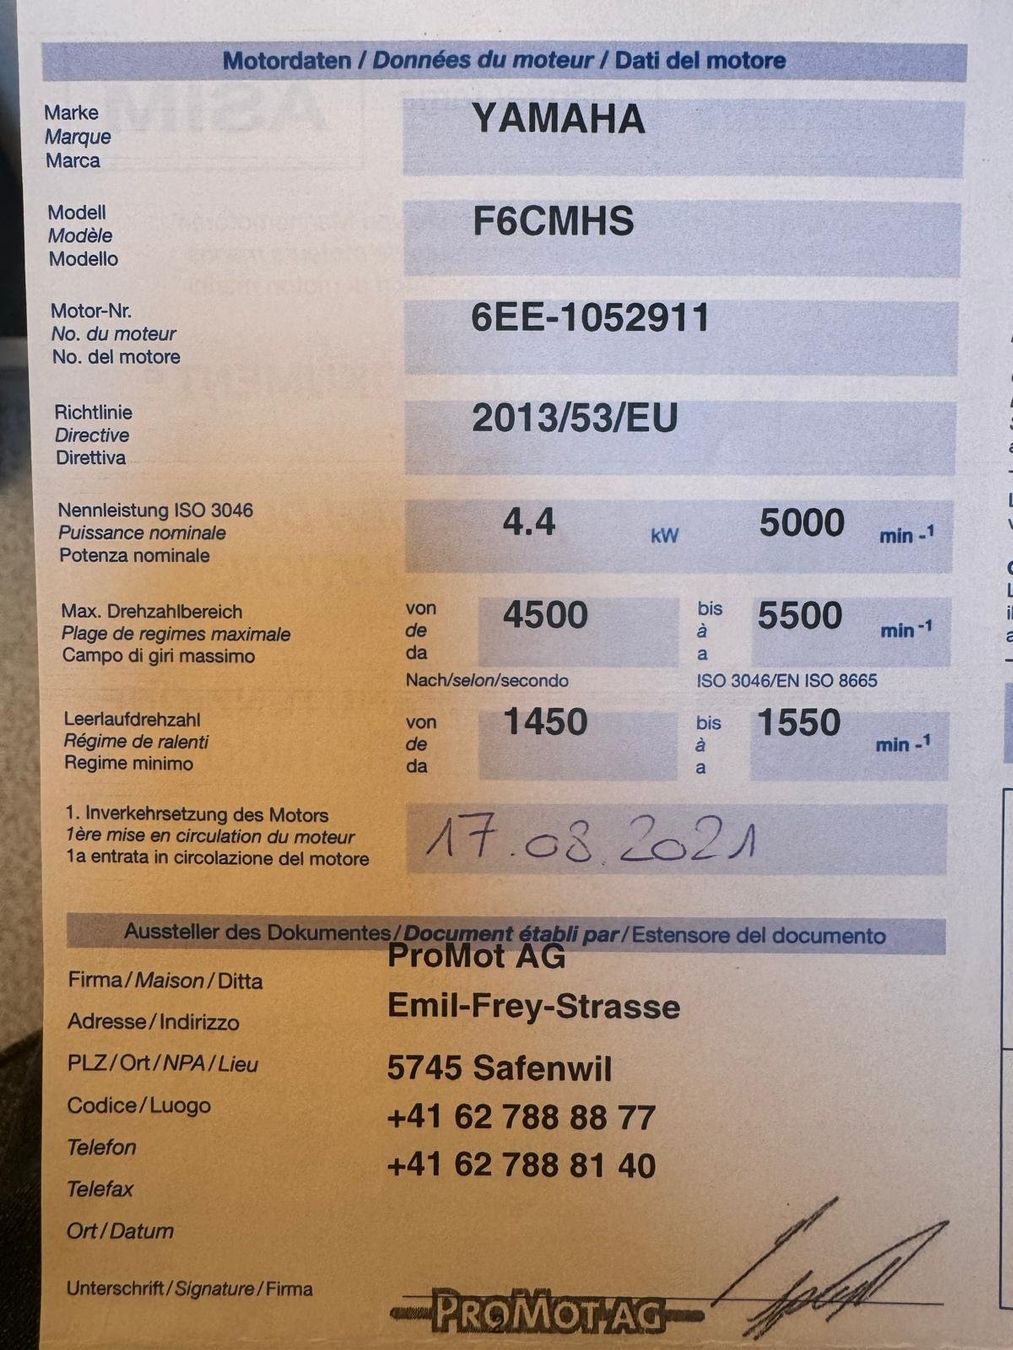 Motordaten / Données du moteur / Dati del motore
Marke
Marque
Marca
YAMAHA
Modell
Modèle
Modello
F6CMHS
Motor-Nr.
No. du moteur
No. del motore
6EE-1052911
Richtlinie
Directive
Direttiva
2013/53/EU
Nennleistung ISO 3046
Puissance nominale
Potenza nominale
4.4 kW 5000 min -1
Max. Drehzahlbereich
Plage de regimes maximale
Campo di giri massimo
von
de
da
4500
bis
à
a
5500 min -1
Nach/selon/secondo ISO 3046/EN ISO 8665
Leerlaufdrehzahl
Régime de ralenti
Regime minimo
von
de
da
1450
bis
à
a
1550 min -1
1. Inverkehrsetzung des Motors
1ère mise en circulation du moteur
1a entrata in circolazione del motore
17.08.2021
Aussteller des Dokumentes/Document établi par/Estensore del documento
Firma/Maison/Ditta
ProMot AG
Adresse/Indirizzo
Emil-Frey-Strasse
PLZ/Ort/NPA/Lieu
5745 Safenwil
Codice/Luogo
+41 62 788 88 77
Telefon
+41 62 788 81 40
Telefax
Ort/Datum
Unterschrift/Signature/Firma
PROMOT AG